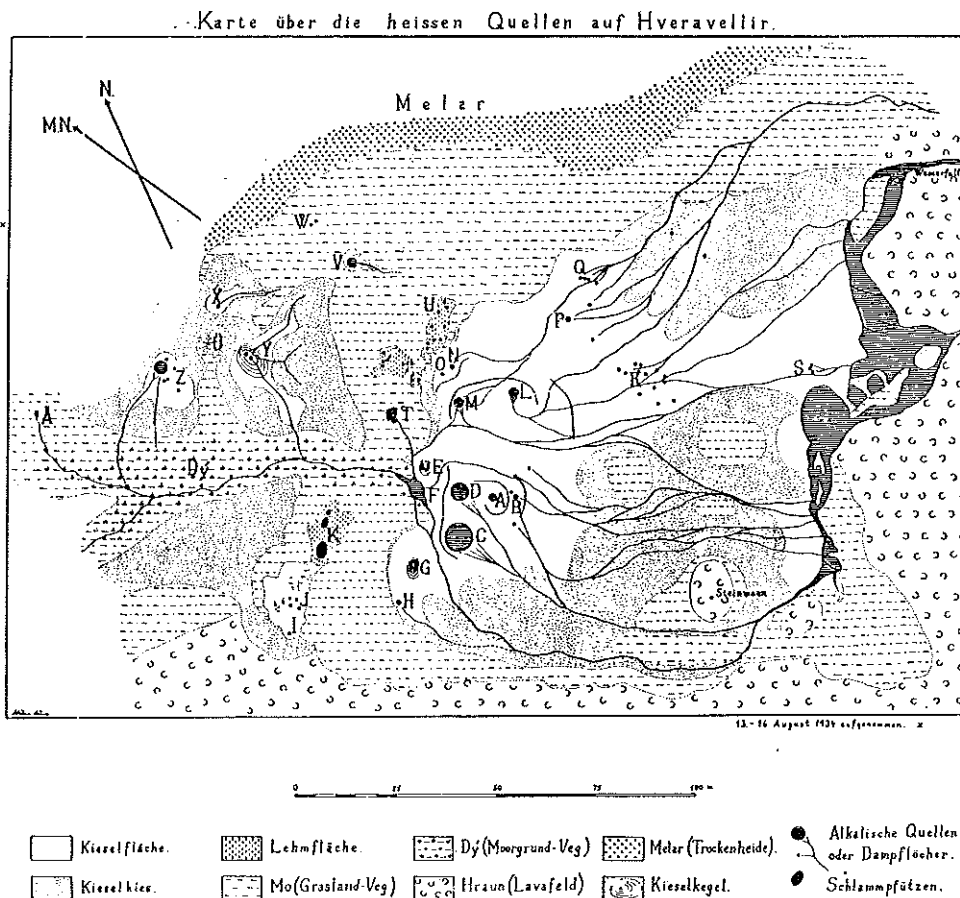 Karte über die heissen Quellen auf Hveravellir.
N.
MN.
Melar
W.
V.
Q
X
U
P
Ö
Y
N
O
Z
R
S
L
M
A
T
Dý
E
D
F
A
B
C
K
G
Steinmann
J
H
I
13.-16 August 1934 aufgenommen. x
0 25 50 75 100 m
Kieselfläche.
Lehmfläche.
Dý (Moorgrund-Veg)
Melar (Trockenheide).
Alkalische Quellen
oder Dampflöcher.
Kieselkies.
Mo (Grasland-Veg)
Hraun (Lavafeld)
Kieselkegel.
Schlammpfützen.